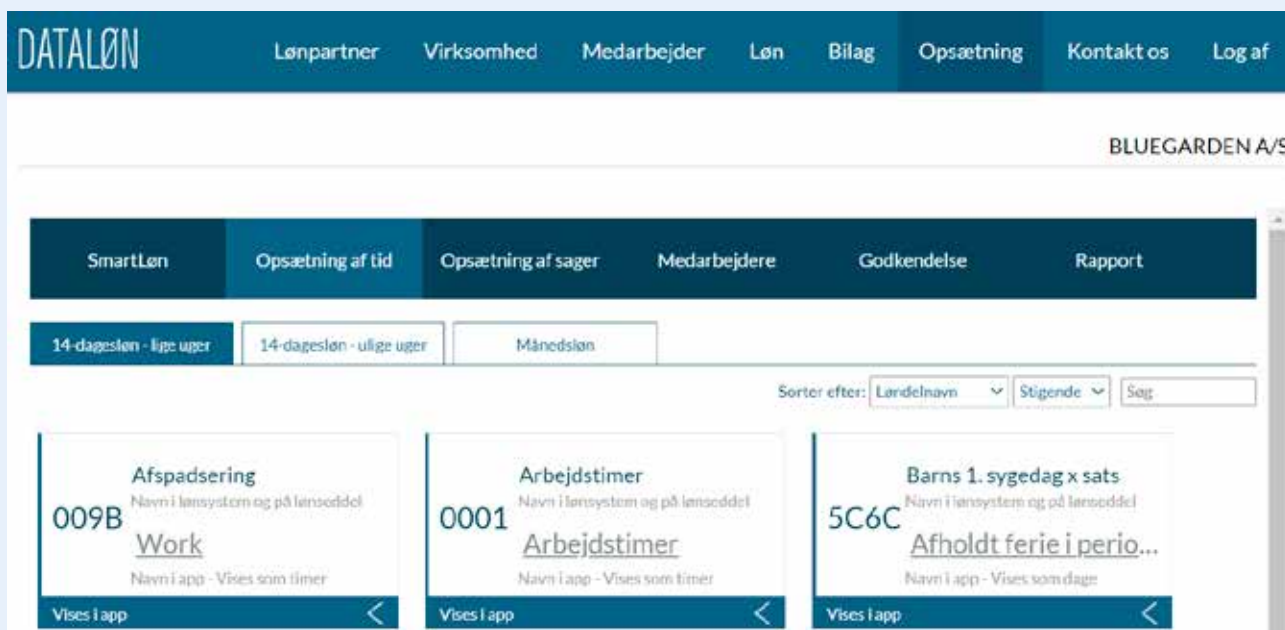 DATALØN Lønpartner Virksomhed Medarbejder Løn Bilag Opsætning Kontakt os Log af
BLUEGARDEN A/S
SmartLøn Opsætning af tid Opsætning af sager Medarbejdere Godkendelse Rapport
14-dagesløn - lige uger 14-dagesløn - ulige uger Månedsløn
Sorter efter: Løndelnavn Stigende Søg
Afspadsering
Navn i lønsystem og på lønseddel
009B
Work
Navn i app - Vises som timer
Vises i app
Arbejdstimer
Navn i lønsystem og på lønseddel
0001
Arbejdstimer
Navn i app - Vises som timer
Vises i app
Barns 1. sygedag x sats
Navn i lønsystem og på lønseddel
5C6C
Afholdt ferie i perio...
Navn i app - Vises som dage
Vises i app